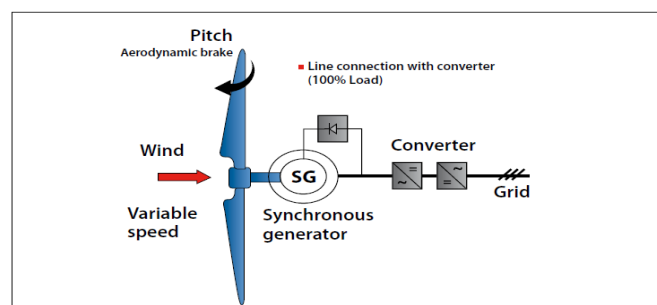 Pitch
Aerodynamic brake
Line connection with converter
(100% Load)
Wind
Converter
SG
Variable
speed
Synchronous
generator
Grid
=
~
~
=